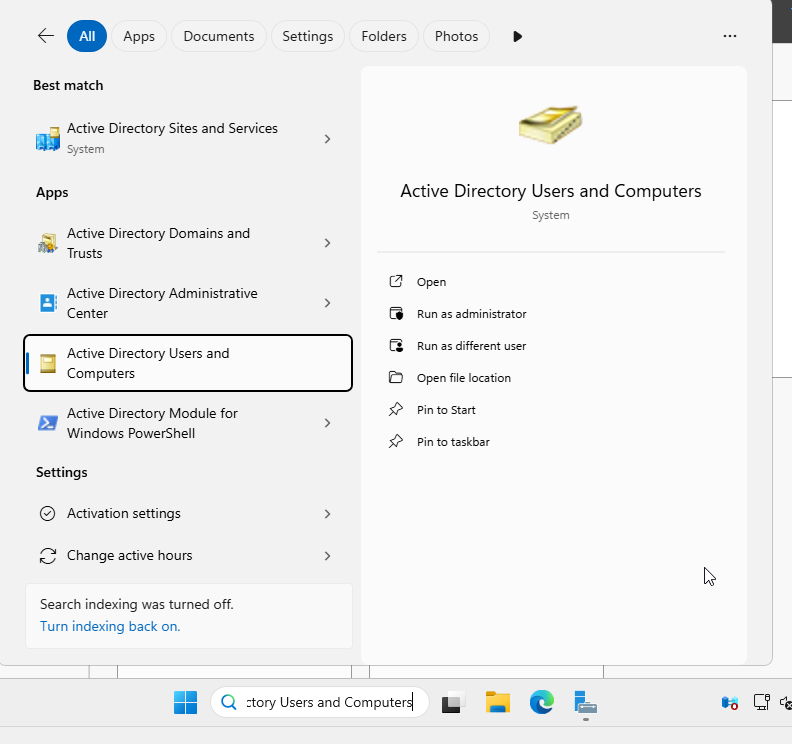 All
Apps
Documents
Settings
Folders
Photos
Best match
Active Directory Sites and Services
System
Apps
Active Directory Domains and
Trusts
Active Directory Administrative
Center
Active Directory Users and
Computers
Active Directory Module for
Windows PowerShell
Settings
Activation settings
Change active hours
Search indexing was turned off.
Turn indexing back on.
Active Directory Users and Computers
System
Open
Run as administrator
Run as different user
Open file location
Pin to Start
Pin to taskbar
ctory Users and Computers